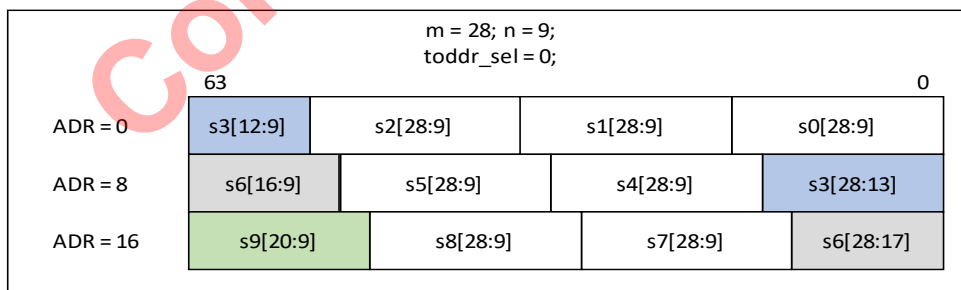 m = 28; n = 9;
toddr_sel = 0;
63 0
ADR = 0 s3[12:9] s2[28:9] s1[28:9] s0[28:9]
ADR = 8 s6[16:9] s5[28:9] s4[28:9] s3[28:13]
ADR = 16 s9[20:9] s8[28:9] s7[28:9] s6[28:17]